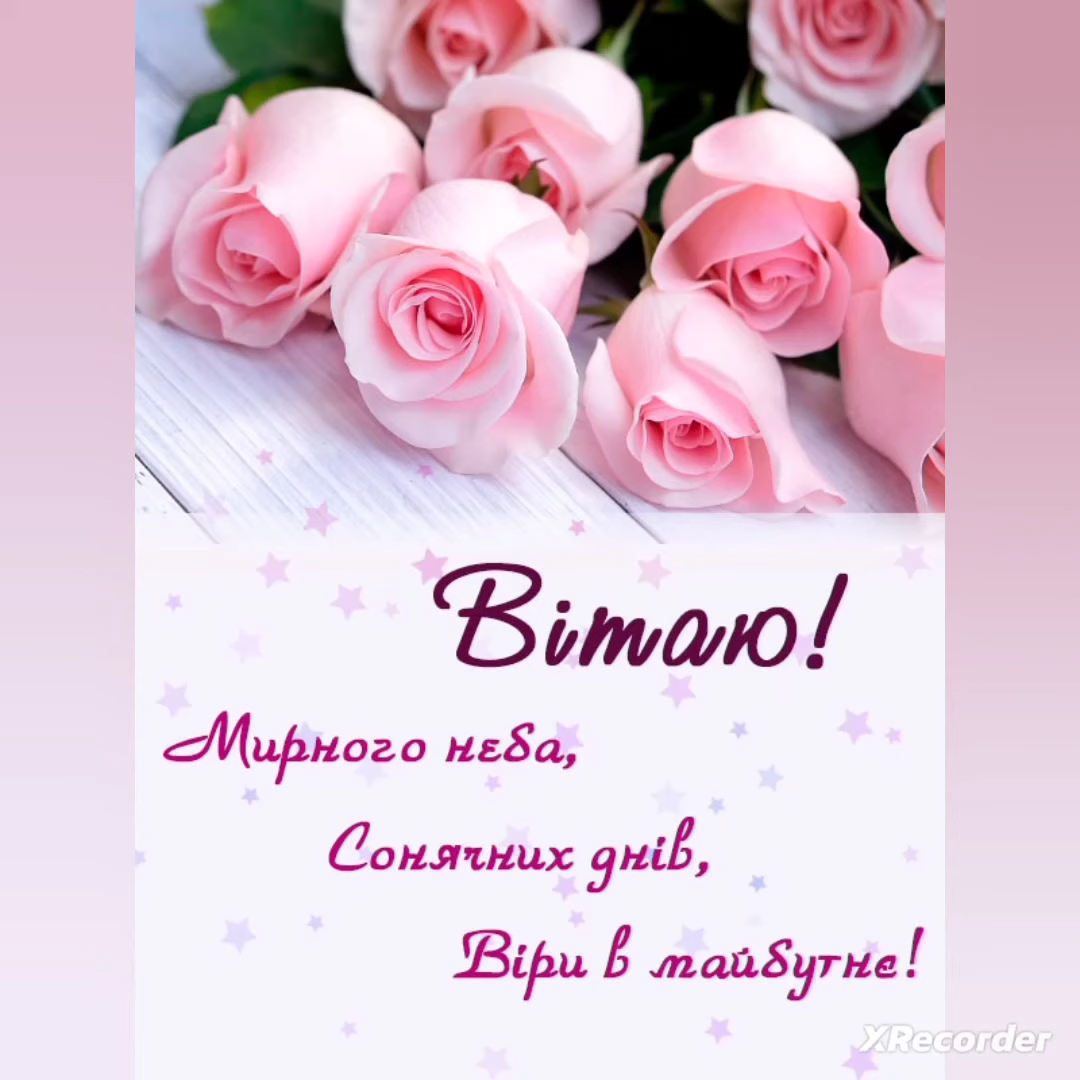 Вітаю!
Мирного неба,
Сонячних днів,
Віри в майбутнє!
XRecorder